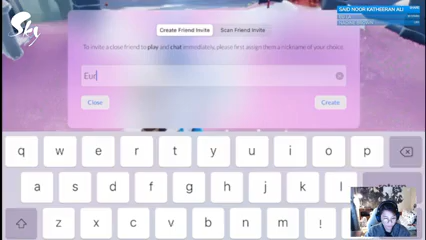 Sky
SAID NOOR KATHEERAN ALI
Create Friend Invite
Scan Friend Invite
To invite a close friend to play and chat immediately, please first assign them a nickname of your choice.
Eur
Close
Create
q w e r t y u i o p
a s d f g h j k l
z x c v b n m !